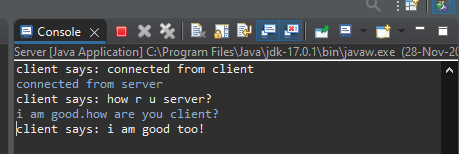 Console
Server [Java Application] C:\Program Files\Java\jdk-17.0.1\bin\javaw.exe (28-Nov-20
client says: connected from client
connected from server
client says: how r u server?
i am good.how are you client?
client says: i am good too!